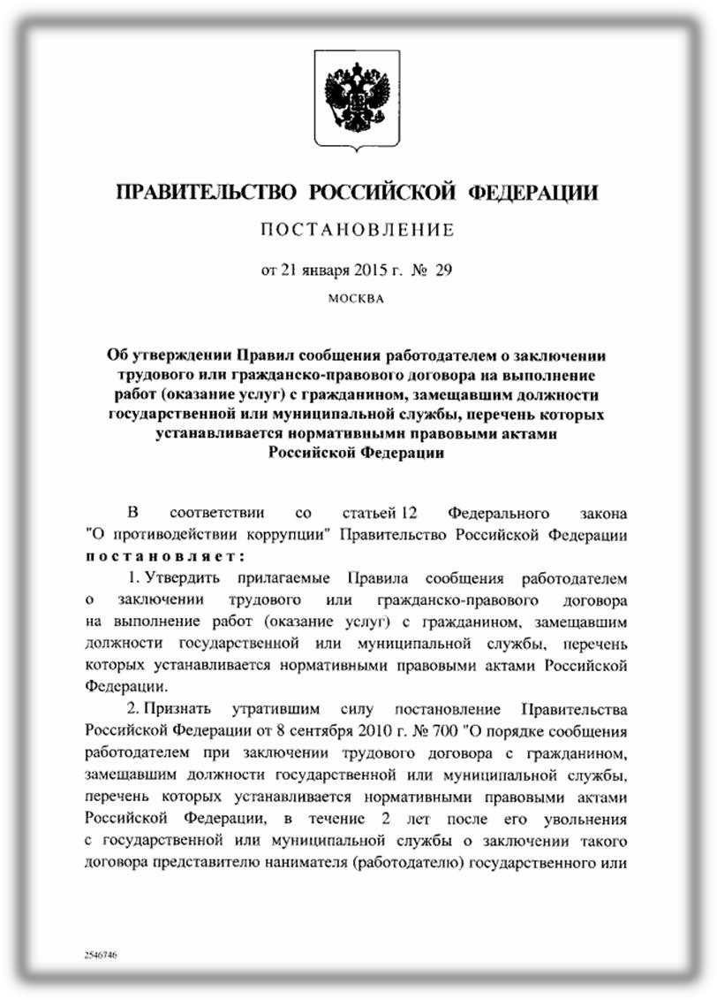 ПРАВИТЕЛЬСТВО РОССИЙСКОЙ ФЕДЕРАЦИИ
ПОСТАНОВЛЕНИЕ
от 21 января 2015 г. № 29
МОСКВА
Об утверждении Правил сообщения работодателем о заключении
трудового или гражданско-правового договора на выполнение
работ (оказание услуг) с гражданином, замещавшим должности
государственной или муниципальной службы, перечень которых
устанавливается нормативными правовыми актами
Российской Федерации
В соответствии со статьей 12 Федерального закона
"О противодействии коррупции" Правительство Российской Федерации
постановляет:
1. Утвердить прилагаемые Правила сообщения работодателем
о заключении трудового или гражданско-правового договора
на выполнение работ (оказание услуг) с гражданином, замещавшим
должности государственной или муниципальной службы, перечень
которых устанавливается нормативными правовыми актами Российской
Федерации.
2. Признать утратившим силу постановление Правительства
Российской Федерации от 8 сентября 2010 г. № 700 "О порядке сообщения
работодателем при заключении трудового договора с гражданином,
замещавшим должности государственной или муниципальной службы,
перечень которых устанавливается нормативными правовыми актами
Российской Федерации, в течение 2 лет после его увольнения
с государственной или муниципальной службы о заключении такого
договора представителю нанимателя (работодателю) государственного или
2546746